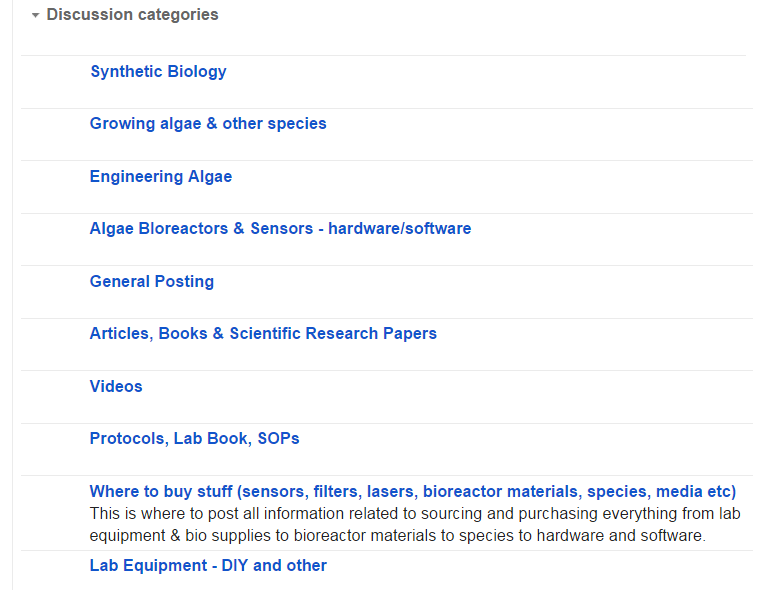 Discussion categories
Synthetic Biology
Growing algae & other species
Engineering Algae
Algae Bloreactors & Sensors - hardware/software
General Posting
Articles, Books & Scientific Research Papers
Videos
Protocols, Lab Book, SOPs
Where to buy stuff (sensors, filters, lasers, bioreactor materials, species, media etc)
This is where to post all information related to sourcing and purchasing everything from lab
equipment & bio supplies to bioreactor materials to species to hardware and software.
Lab Equipment - DIY and other